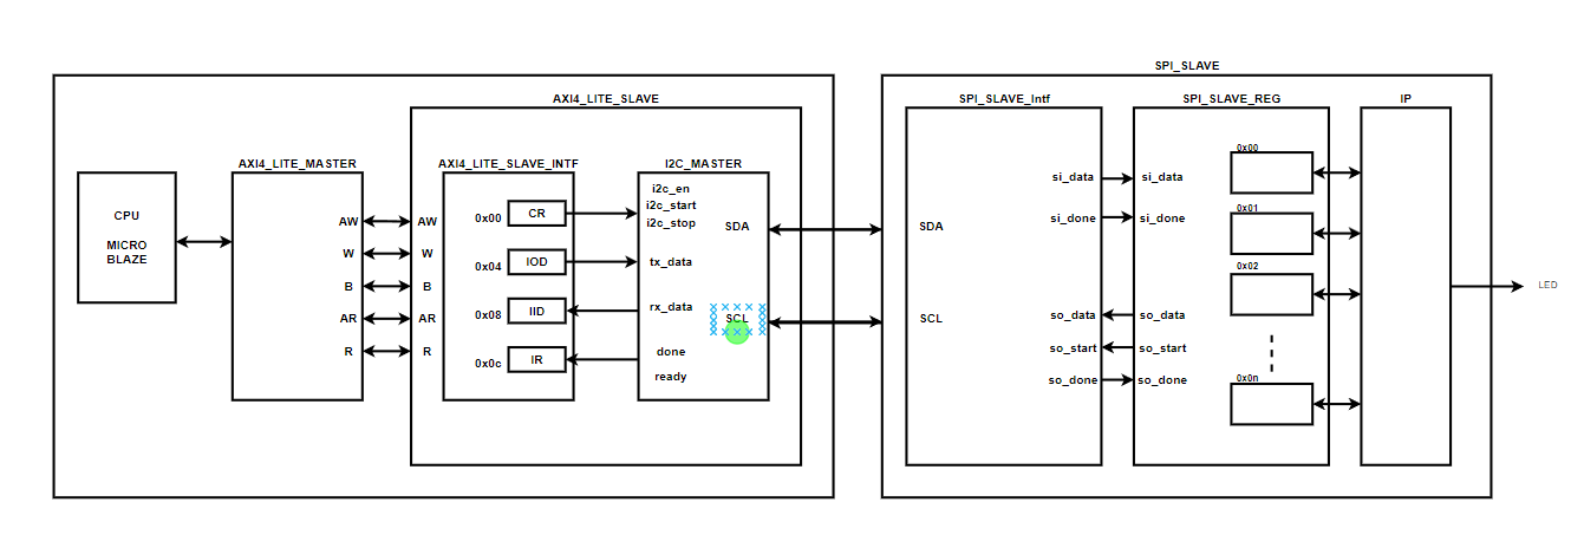 SPI_SLAVE
AXI4_LITE_SLAVE
SPI_SLAVE_Intf
SPI_SLAVE_REG
IP
AXI4_LITE_MASTER
AXI4_LITE_SLAVE_INTF
I2C_MASTER
CPU
MICRO
BLAZE
AW
W
B
AR
R
AW
W
B
AR
R
0x00
CR
0x04
IOD
0x08
IID
0x0c
IR
i2c_en
i2c_start
i2c_stop
tx_data
rx_data
done
ready
SDA
SCL
SDA
SCL
si_data
si_done
so_data
so_start
so_done
si_data
si_done
so_data
so_start
so_done
0x00
0x01
0x02
0x0n
LED